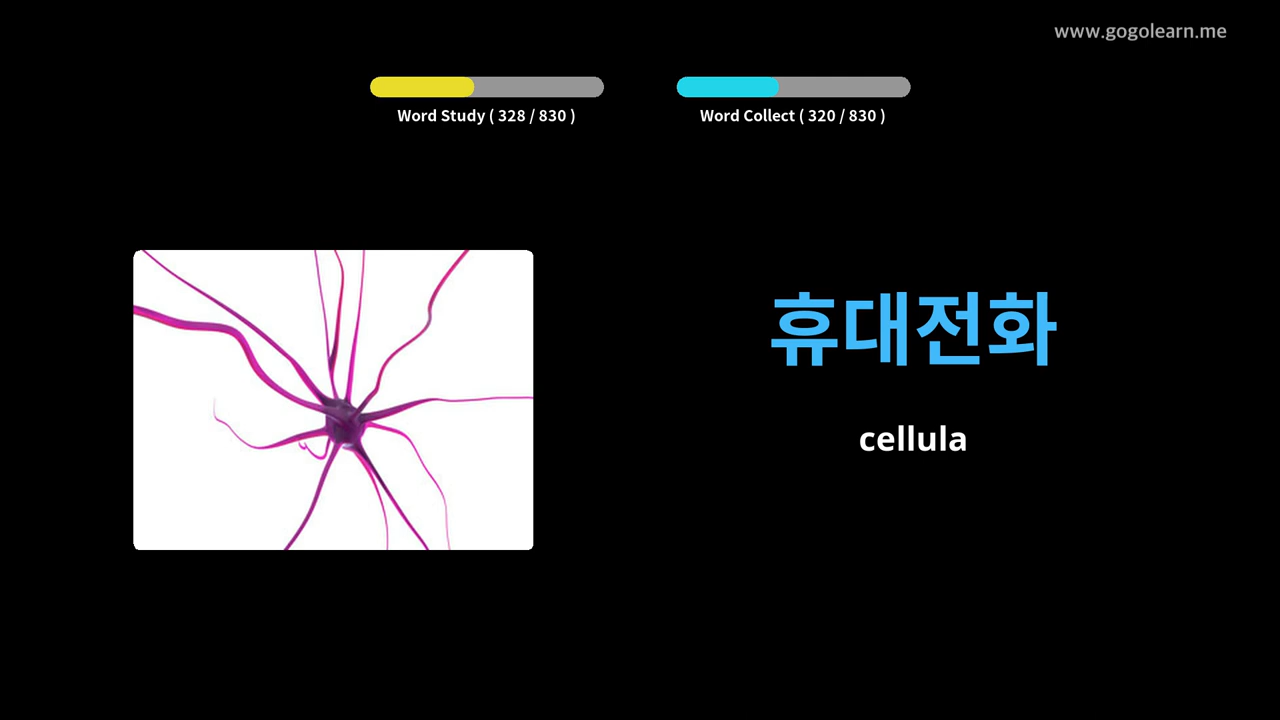 www.gogolearn.me
Word Study ( 328 / 830 )
Word Collect ( 320 / 830 )
휴대전화
cellula